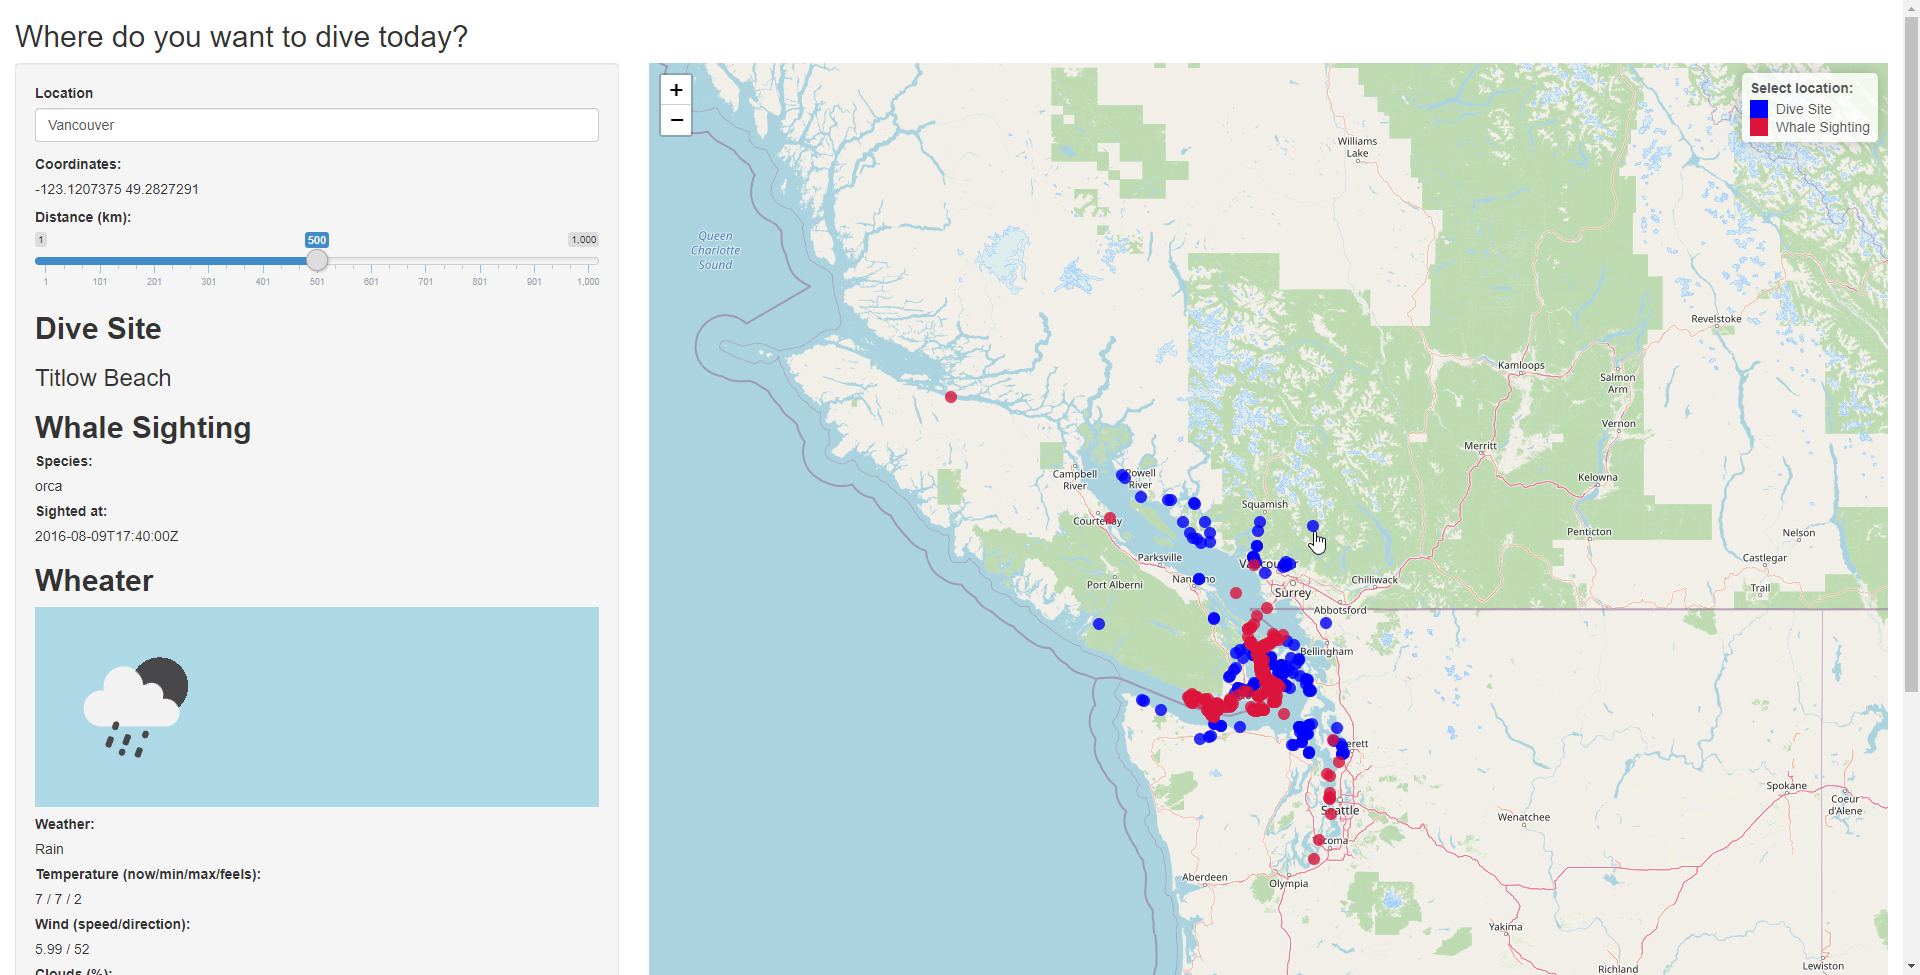 Where do you want to dive today?
Location
Vancouver
Coordinates:
-123.1207375 49.2827291
Distance (km):
1
500
1,000
1 101 201 301 401 501 601 701 801 901 1,000
Dive Site
Titlow Beach
Whale Sighting
Species:
orca
Sighted at:
2016-08-09T17:40:00Z
Wheater
Weather:
Rain
Temperature (now/min/max/feels):
7 / 7 / 2
Wind (speed/direction):
5.99 / 52
Clouds (%):
+
−
Select location:
Dive Site
Whale Sighting
Williams
Lake
Queen
Charlotte
Sound
Revelstoke
Kamloops
Salmon
Arm
Vernon
Merritt
Kelowna
Campbell
River
Powell
River
Squamish
Courtenay
Penticton
Nelson
Castlegar
Parksville
Vancouver
Port Alberni
Nanaimo
Chilliwack
Trail
Surrey
Abbotsford
Bellingham
Everett
Spokane
Coeur
d'Alene
Seattle
Wenatchee
Tacoma
Aberdeen
Olympia
Yakima
Richland
Lewiston